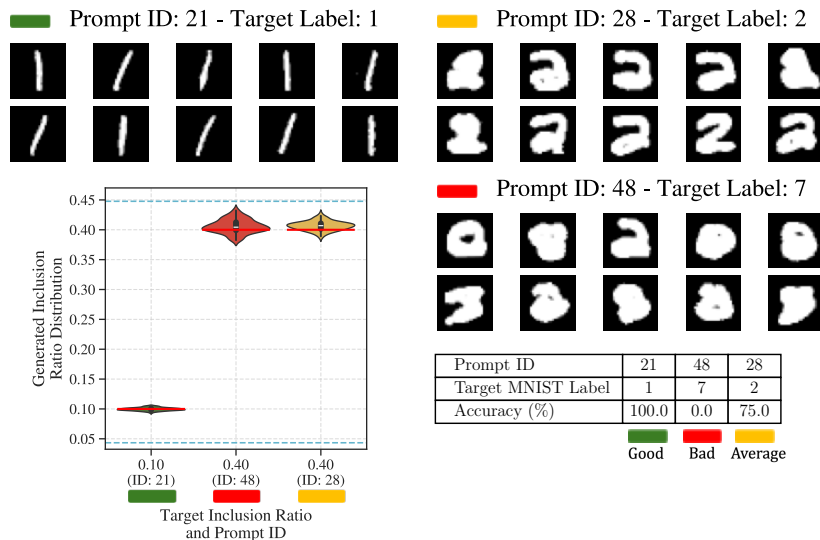 Prompt ID: 21 - Target Label: 1
Prompt ID: 28 - Target Label: 2
Prompt ID: 48 - Target Label: 7
Generated Inclusion
Ratio Distribution
0.45
0.40
0.35
0.30
0.25
0.20
0.15
0.10
0.05
0.10 0.40 0.40
(ID: 21) (ID: 48) (ID: 28)
Target Inclusion Ratio
and Prompt ID
Prompt ID 21 48 28
Target MNIST Label 1 7 2
Accuracy (%) 100.0 0.0 75.0
Good Bad Average